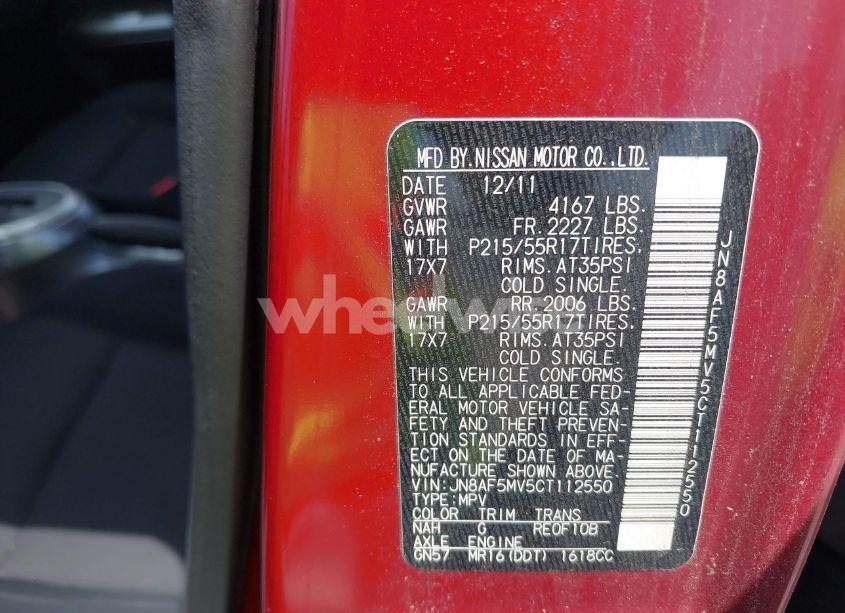 MFD BY. NISSAN MOTOR CO., LTD.
DATE 12/11
GVWR 4167 LBS.
GAWR FR. 2227 LBS.
WITH P215/55R17TIRES.
17X7 RIMS. AT35PSI
COLD SINGLE.
GAWR RR. 2006 LBS.
WITH P215/55R17TIRES.
17X7 RIMS. AT35PSI
COLD SINGLE.
THIS VEHICLE CONFORMS
TO ALL APPLICABLE FED-
ERAL MOTOR VEHICLE SA-
FETY AND THEFT PREVEN-
TION STANDARDS IN EFF-
ECT ON THE DATE OF MA-
NUFACTURE SHOWN ABOVE.
VIN: JN8AF5MV5CT112550
TYPE: MPV
COLOR TRIM TRANS
NAH G RE0F10B
AXLE ENGINE
GN57 MR16(DDT) 1618CC
JN8AF5MV5CT112550